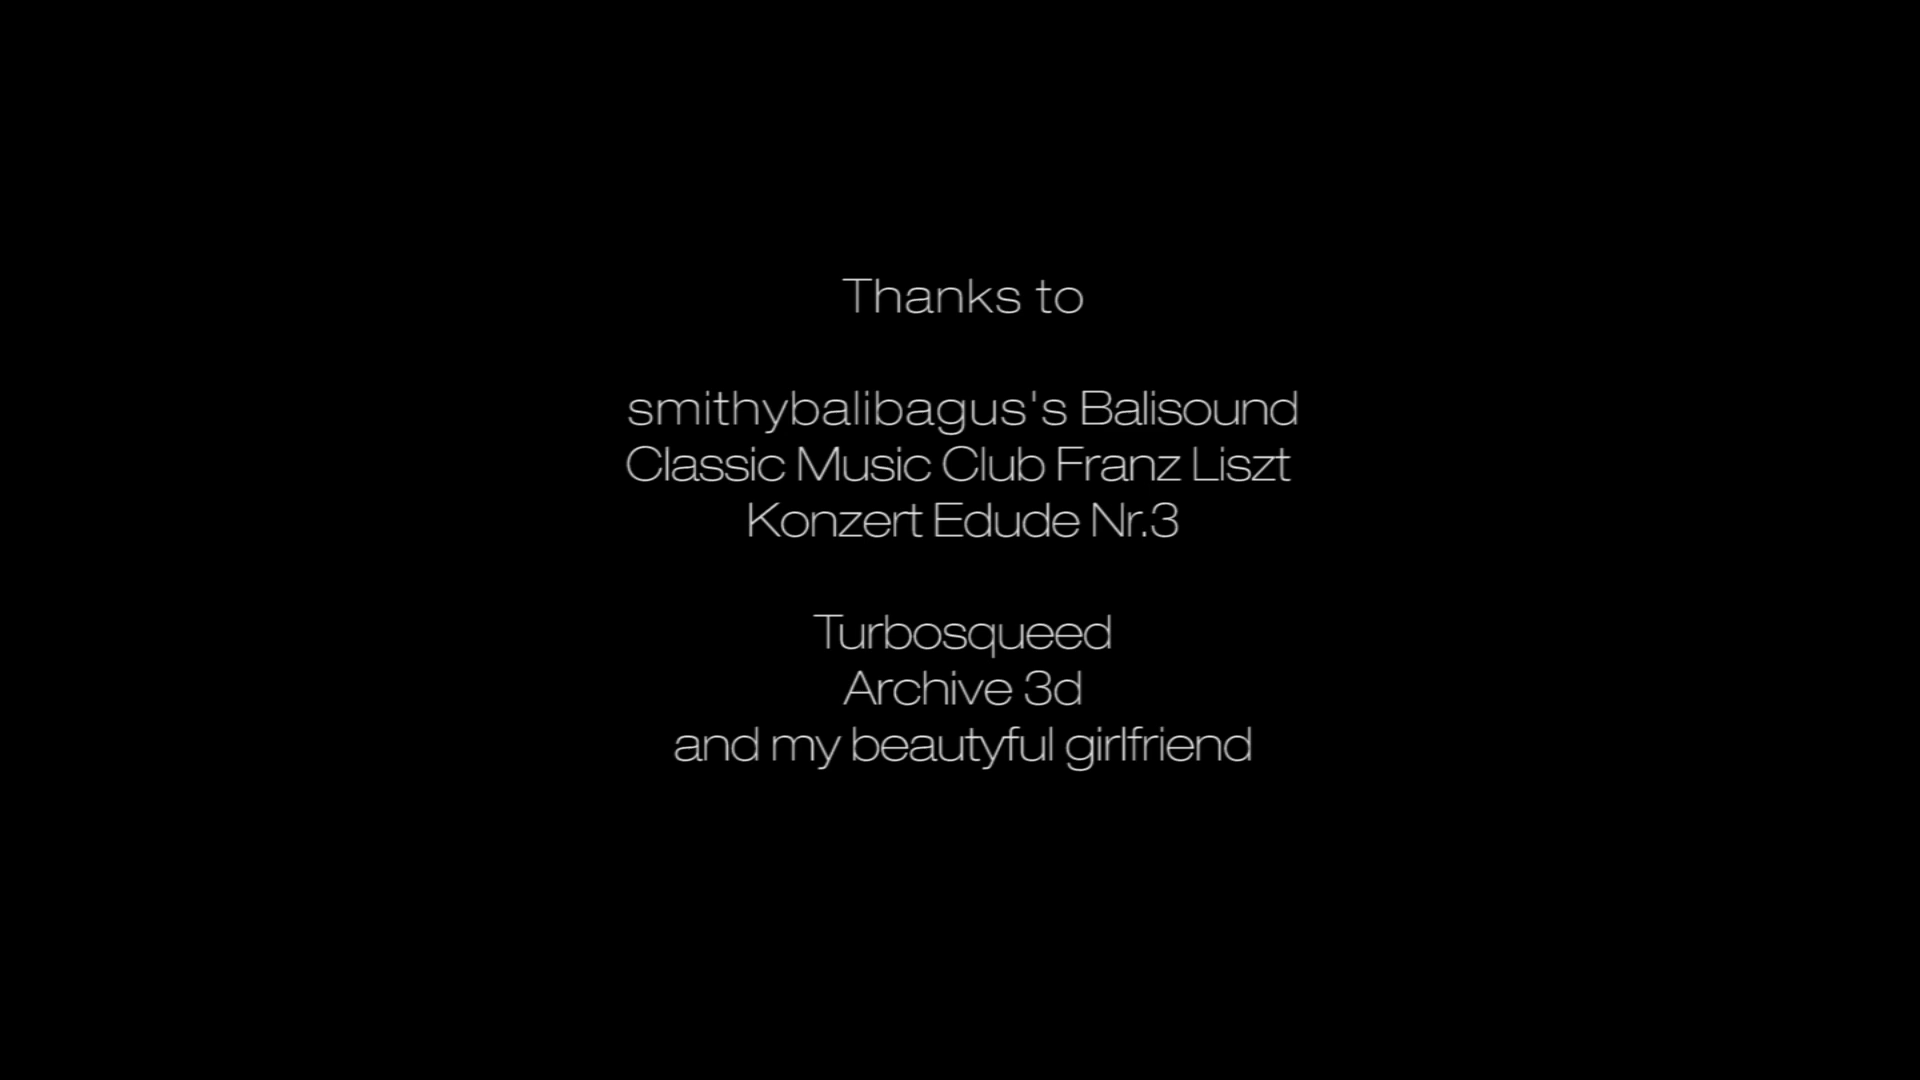 Thanks to
smithybalibagus's Balisound
Classic Music Club Franz Liszt
Konzert Edude Nr.3
Turbosqueed
Archive 3d
and my beautyful girlfriend